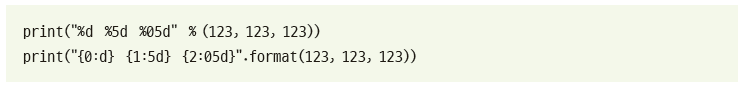 print("%d %5d %05d" % (123, 123, 123))
print("{0:d} {1:5d} {2:05d}".format(123, 123, 123))